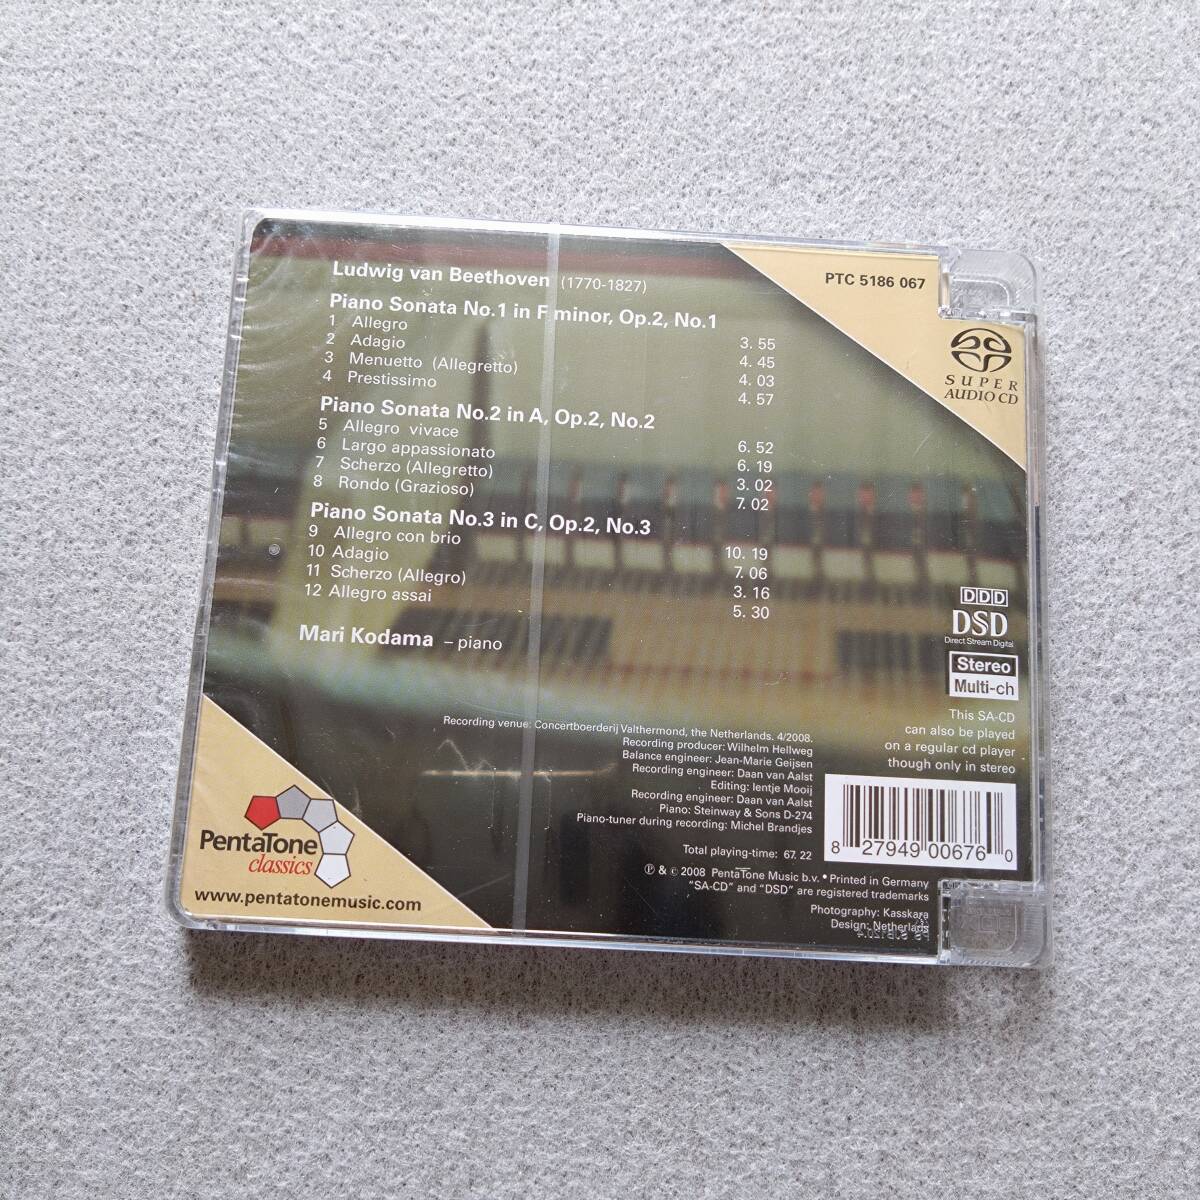 Ludwig van Beethoven (1770-1827)
Piano Sonata No.1 in F minor, Op.2, No.1
1 Allegro 3. 55
2 Adagio 4. 45
3 Menuetto (Allegretto) 4. 03
4 Prestissimo 4. 57
Piano Sonata No.2 in A, Op.2, No.2
5 Allegro vivace 6. 52
6 Largo appassionato 6. 19
7 Scherzo (Allegretto) 3. 02
8 Rondo (Grazioso) 7. 02
Piano Sonata No.3 in C, Op.2, No.3
9 Allegro con brio 10. 19
10 Adagio 7. 06
11 Scherzo (Allegro) 3. 16
12 Allegro assai 5. 30
Mari Kodama – piano
PTC 5186 067
SUPER
AUDIO CD
DDD
DSD
Direct Stream Digital
Stereo
Multi-ch
This SA-CD
can also be played
on a regular cd player
though only in stereo
Recording venue: Concertboerderij Valthermond, the Netherlands. 4/2008.
Recording producer: Wilhelm Hellweg
Balance engineer: Jean-Marie Geijsen
Recording engineer: Daan van Aalst
Editing: Ientje Mooij
Recording engineer: Daan van Aalst
Piano: Steinway & Sons D-274
Piano-tuner during recording: Michel Brandjes
Total playing-time: 67. 22
8 27949 00676 0
℗ & © 2008 PentaTone Music b.v. • Printed in Germany
"SA-CD" and "DSD" are registered trademarks
Photography: Kasskara
Design: Netherlads
PentaTone
classics
www.pentatonemusic.com